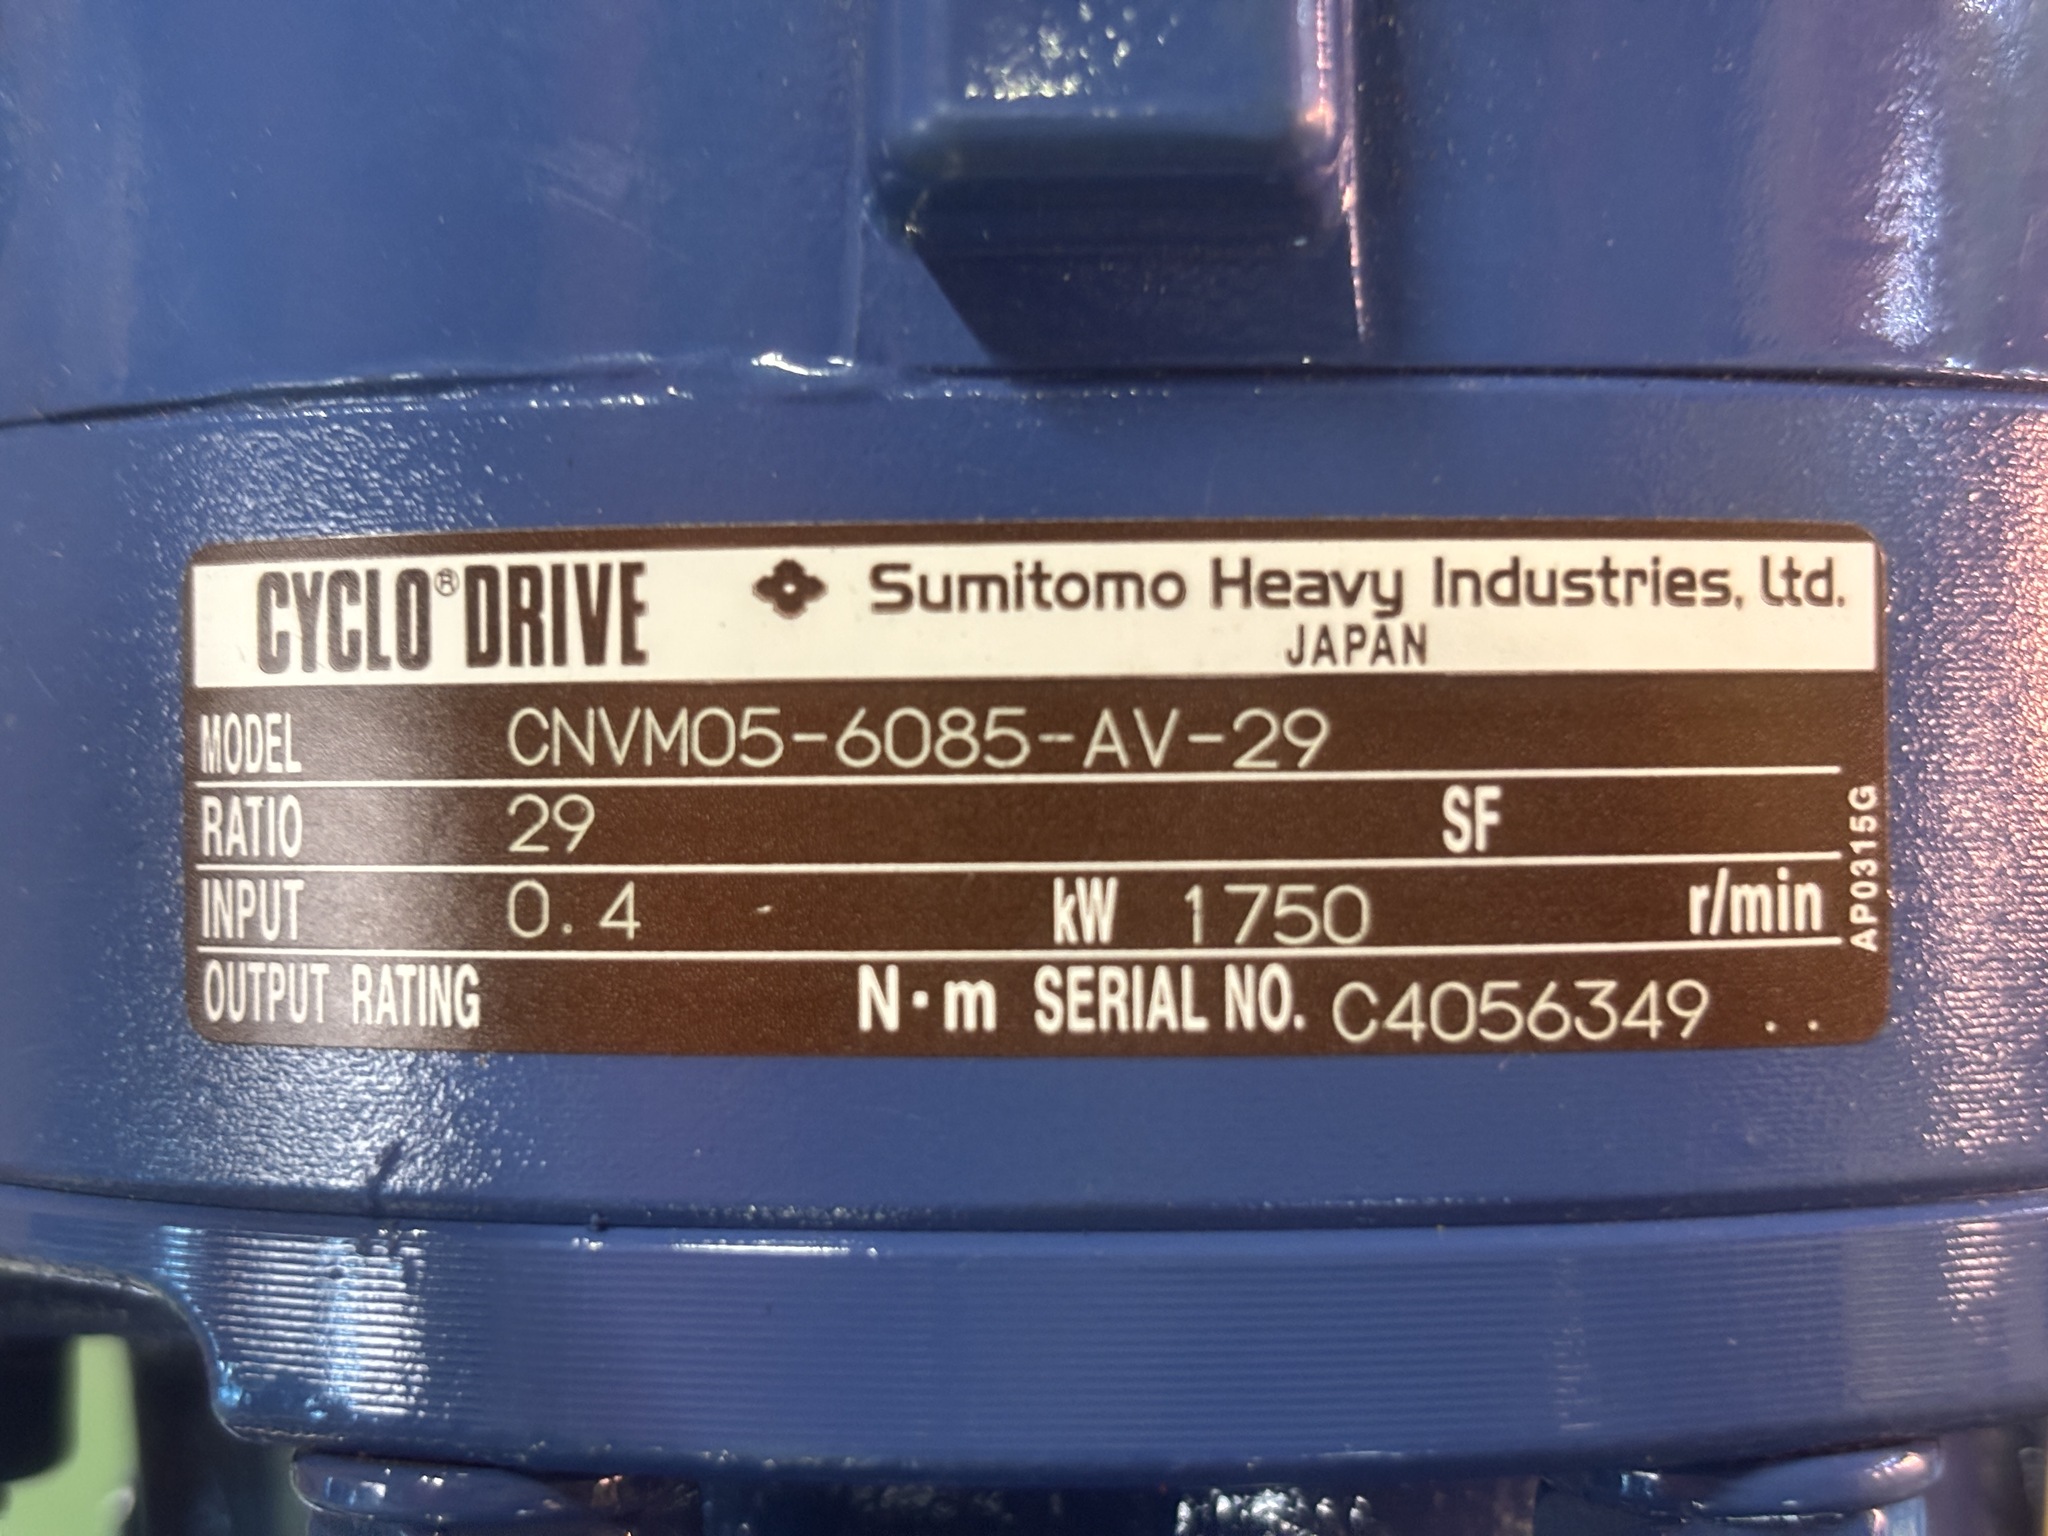 CYCLO® DRIVE Sumitomo Heavy Industries, Ltd.
JAPAN
MODEL CNVM05-6085-AV-29
RATIO 29 SF
INPUT 0.4 kW 1750 r/min
OUTPUT RATING N·m SERIAL NO. C4056349 ..
AP0315G